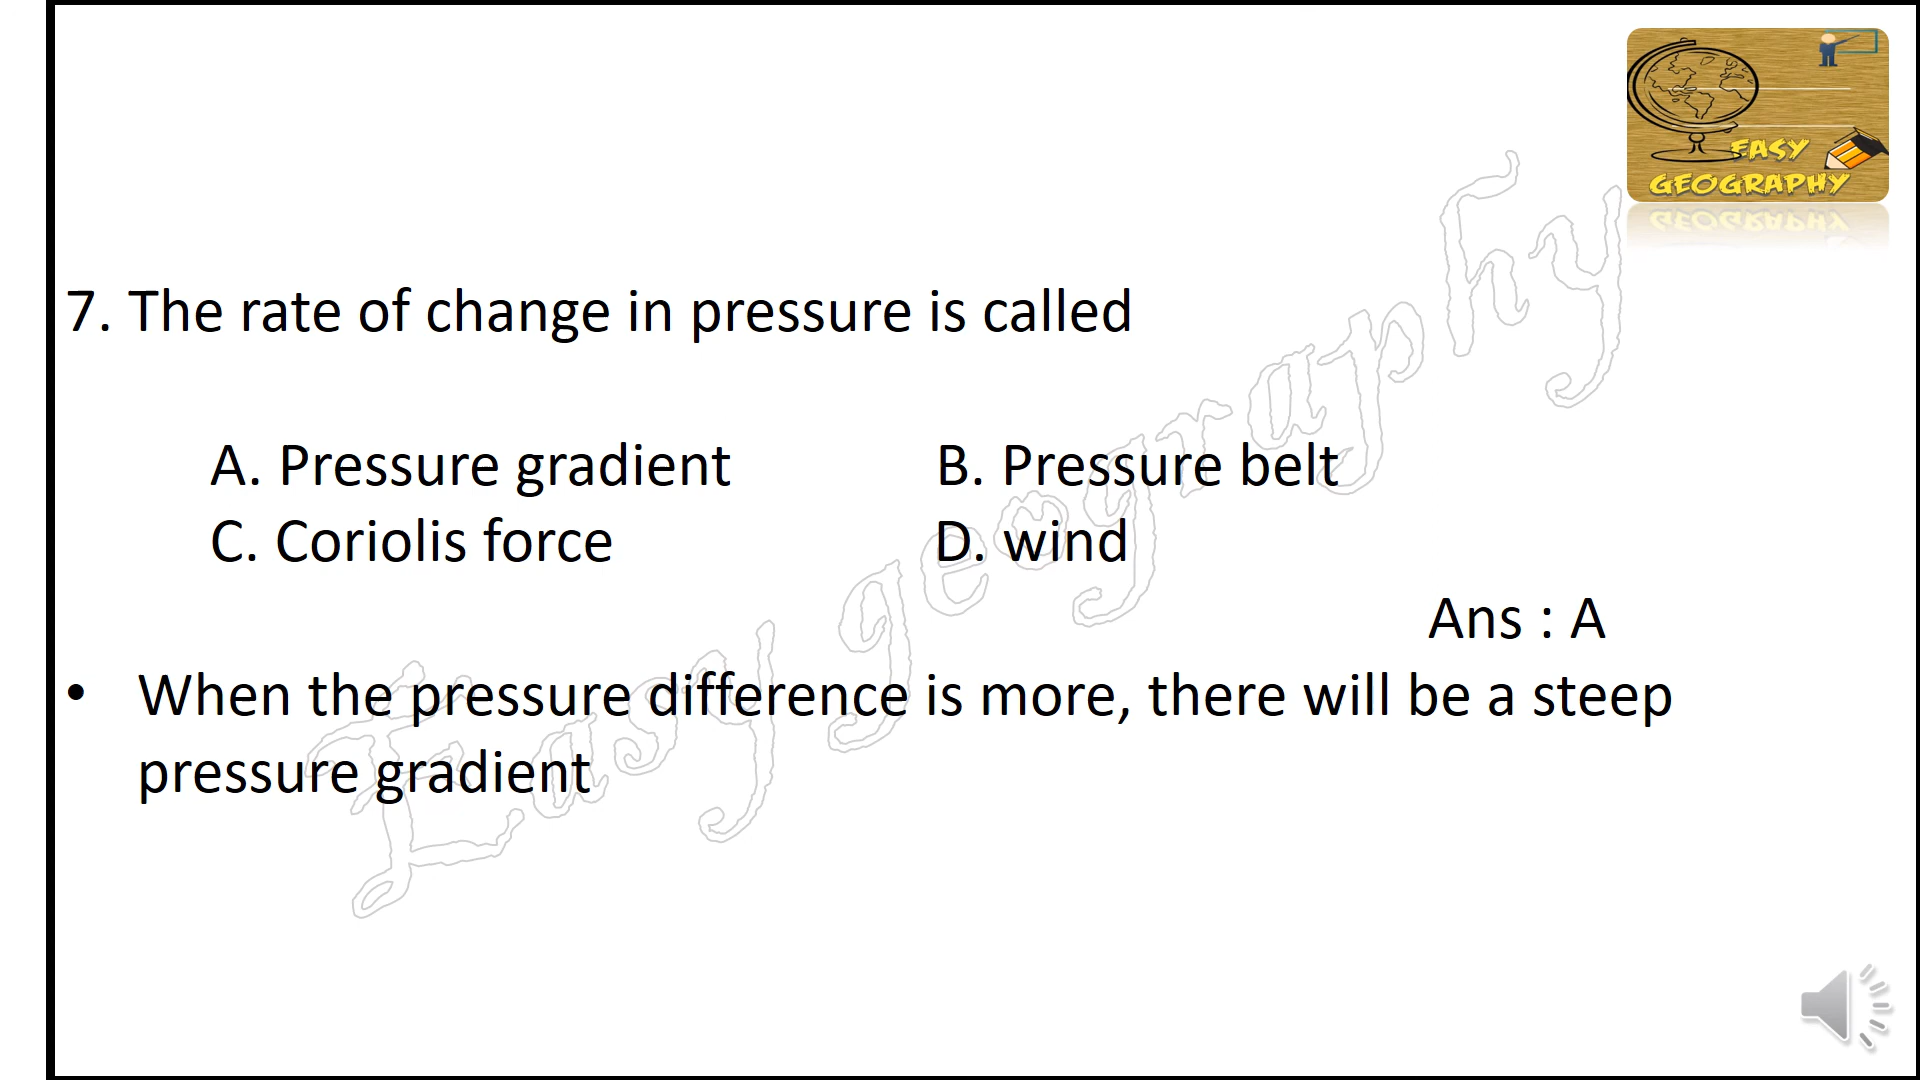 EASY
GEOGRAPHY
7. The rate of change in pressure is called
A. Pressure gradient B. Pressure belt
C. Coriolis force D. wind
Ans : A
• When the pressure difference is more, there will be a steep
pressure gradient
Easy geography